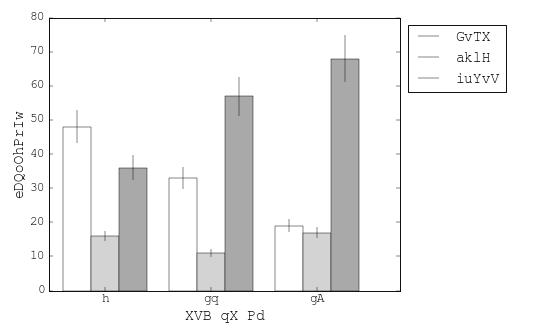 80
70
60
50
40
30
20
10
0
eDQoOhPrIw
h gq gA
XVB qX Pd
GvTX
aklH
iuYvV